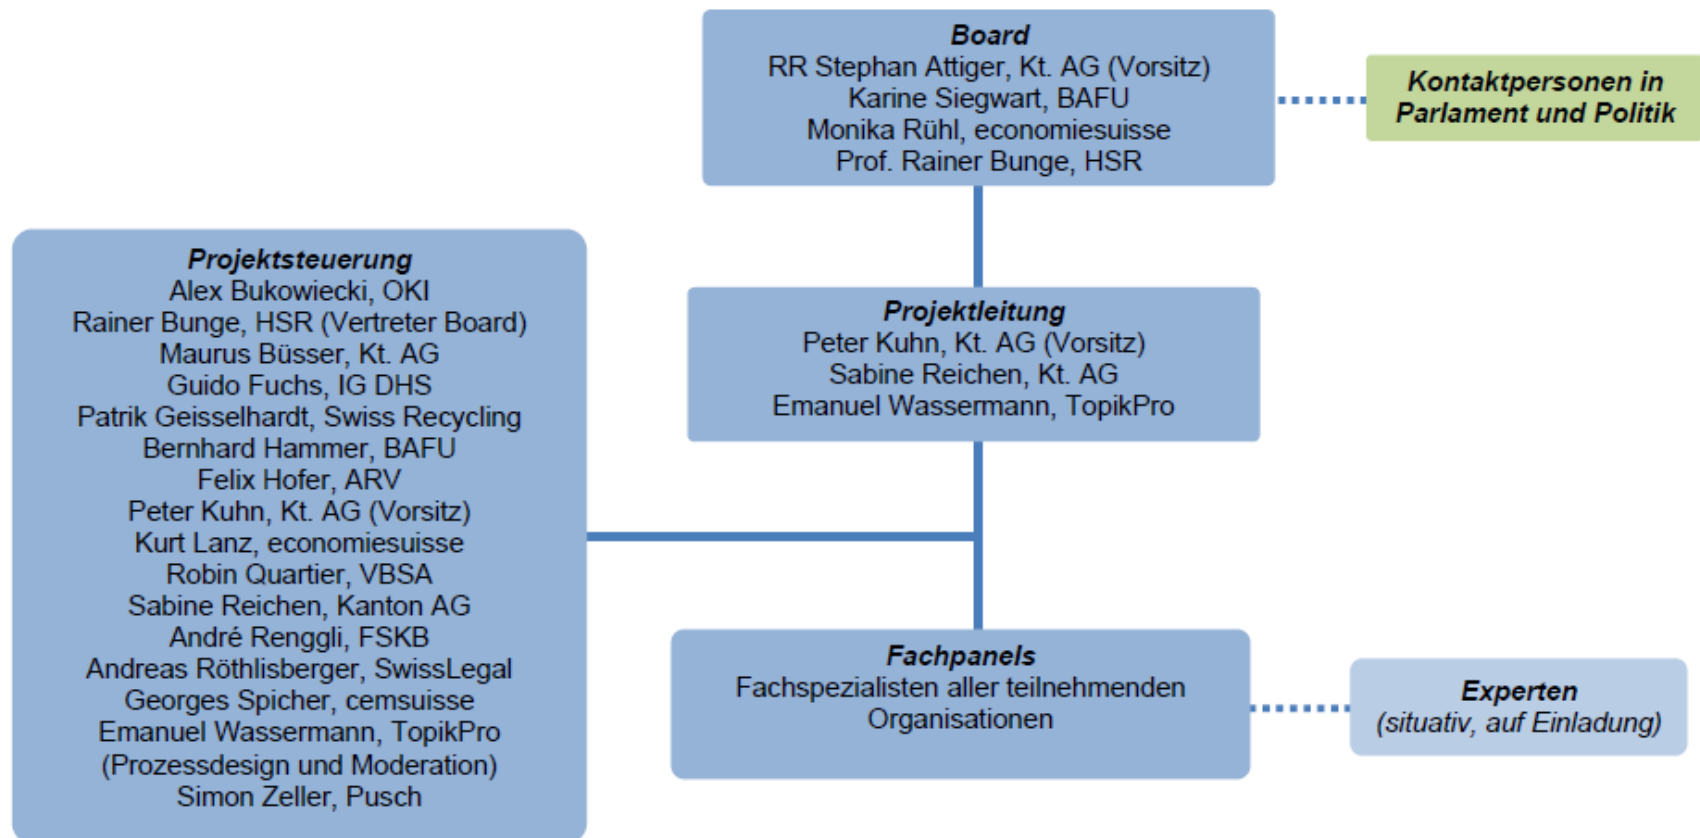 Board
RR Stephan Attiger, Kt. AG (Vorsitz)
Karine Siegwart, BAFU
Monika Rühl, economiesuisse
Prof. Rainer Bunge, HSR
Kontaktpersonen in
Parlament und Politik
Projektsteuerung
Alex Bukowiecki, OKI
Rainer Bunge, HSR (Vertreter Board)
Maurus Büsser, Kt. AG
Guido Fuchs, IG DHS
Patrik Geisselhardt, Swiss Recycling
Bernhard Hammer, BAFU
Felix Hofer, ARV
Peter Kuhn, Kt. AG (Vorsitz)
Kurt Lanz, economiesuisse
Robin Quartier, VBSA
Sabine Reichen, Kanton AG
André Renggli, FSKB
Andreas Röthlisberger, SwissLegal
Georges Spicher, cemsuisse
Emanuel Wassermann, TopikPro
(Prozessdesign und Moderation)
Simon Zeller, Pusch
Projektleitung
Peter Kuhn, Kt. AG (Vorsitz)
Sabine Reichen, Kt. AG
Emanuel Wassermann, TopikPro
Fachpanels
Fachspezialisten aller teilnehmenden
Organisationen
Experten
(situativ, auf Einladung)